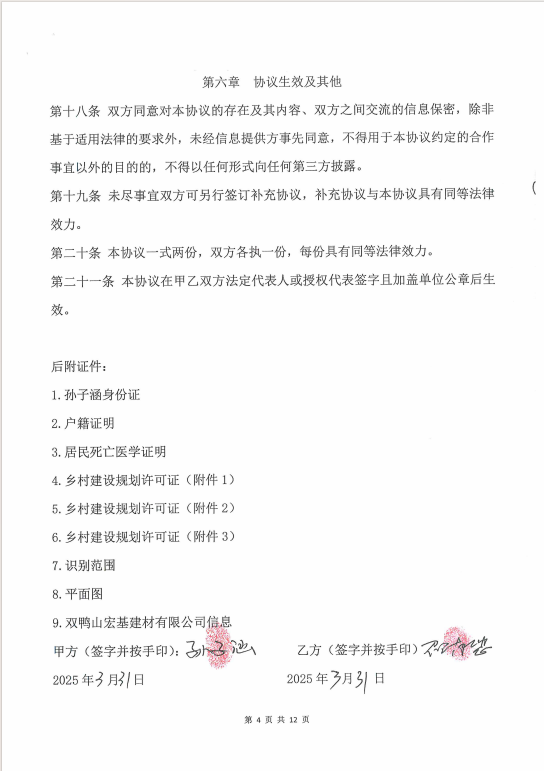 第六章 协议生效及其他
第十八条 双方同意对本协议的存在及其内容、双方之间交流的信息保密，除非
基于适用法律的要求外，未经信息提供方事先同意，不得用于本协议约定的合作
事宜以外的目的的，不得以任何形式向任何第三方披露。
第十九条 未尽事宜双方可另行签订补充协议，补充协议与本协议具有同等法律
效力。
第二十条 本协议一式两份，双方各执一份，每份具有同等法律效力。
第二十一条 本协议在甲乙双方法定代表人或授权代表签字且加盖单位公章后生
效。
后附证件：
1.孙子涵身份证
2.户籍证明
3.居民死亡医学证明
4.乡村建设规划许可证（附件1）
5.乡村建设规划许可证（附件2）
6.乡村建设规划许可证（附件3）
7.识别范围
8.平面图
9.双鸭山宏基建材有限公司信息
甲方（签字并按手印）：孙子涵 乙方（签字并按手印）
2025年3月31日 2025年3月31日
第 4 页 共 12 页